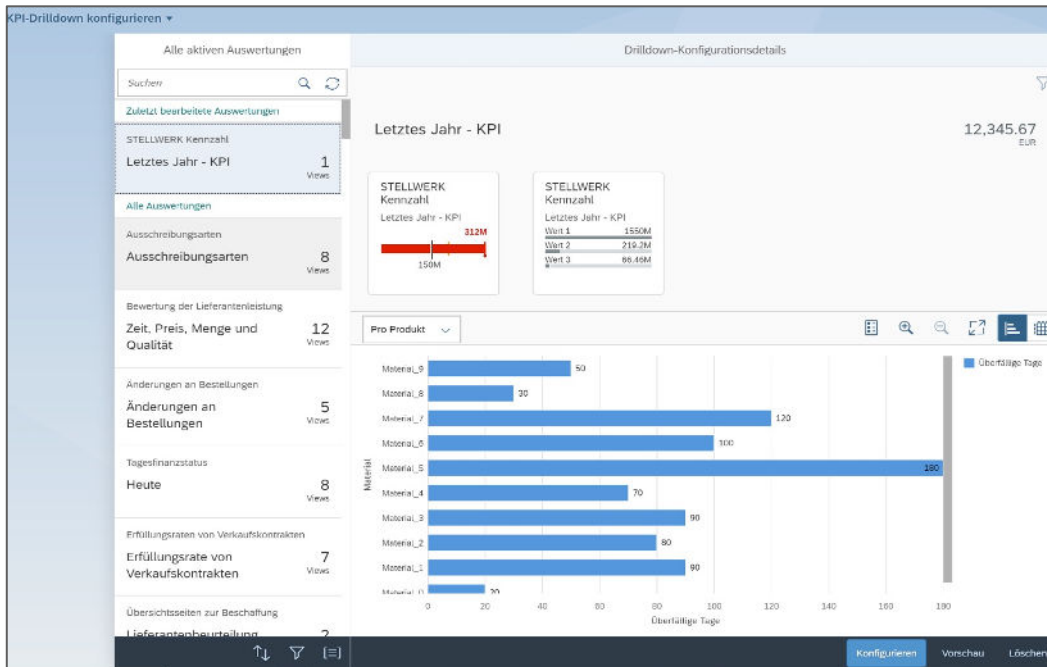 KPI-Drilldown konfigurieren
Alle aktiven Auswertungen
Drilldown-Konfigurationsdetails
Suchen
Zuletzt bearbeitete Auswertungen
STELLWERK Kennzahl
Letztes Jahr - KPI
1
Views
Alle Auswertungen
Ausschreibungsarten
Ausschreibungsarten
8
Views
Bewertung der Lieferantenleistung
Zeit, Preis, Menge und
Qualität
12
Views
Änderungen an Bestellungen
Änderungen an
Bestellungen
5
Views
Tagesfinanzstatus
Heute
8
Views
Erfüllungsraten von Verkaufskontrakten
Erfüllungsrate von
Verkaufskontrakten
7
Views
Übersichtsseiten zur Beschaffung
Lieferantenbeurteilung
2
Letztes Jahr - KPI
12,345.67
EUR
STELLWERK
Kennzahl
Letztes Jahr - KPI
312M
150M
STELLWERK
Kennzahl
Letztes Jahr - KPI
Wert 1 1550M
Wert 2 219.2M
Wert 3 66.46M
Pro Produkt
Überfällige Tage
Material
Material_9 50
Material_8 30
Material_7 120
Material_6 100
Material_5 180
Material_4 70
Material_3 90
Material_2 80
Material_1 90
Material_0 20
0 20 40 60 80 100 120 140 160 180
Überfällige Tage
Konfigurieren Vorschau Löschen